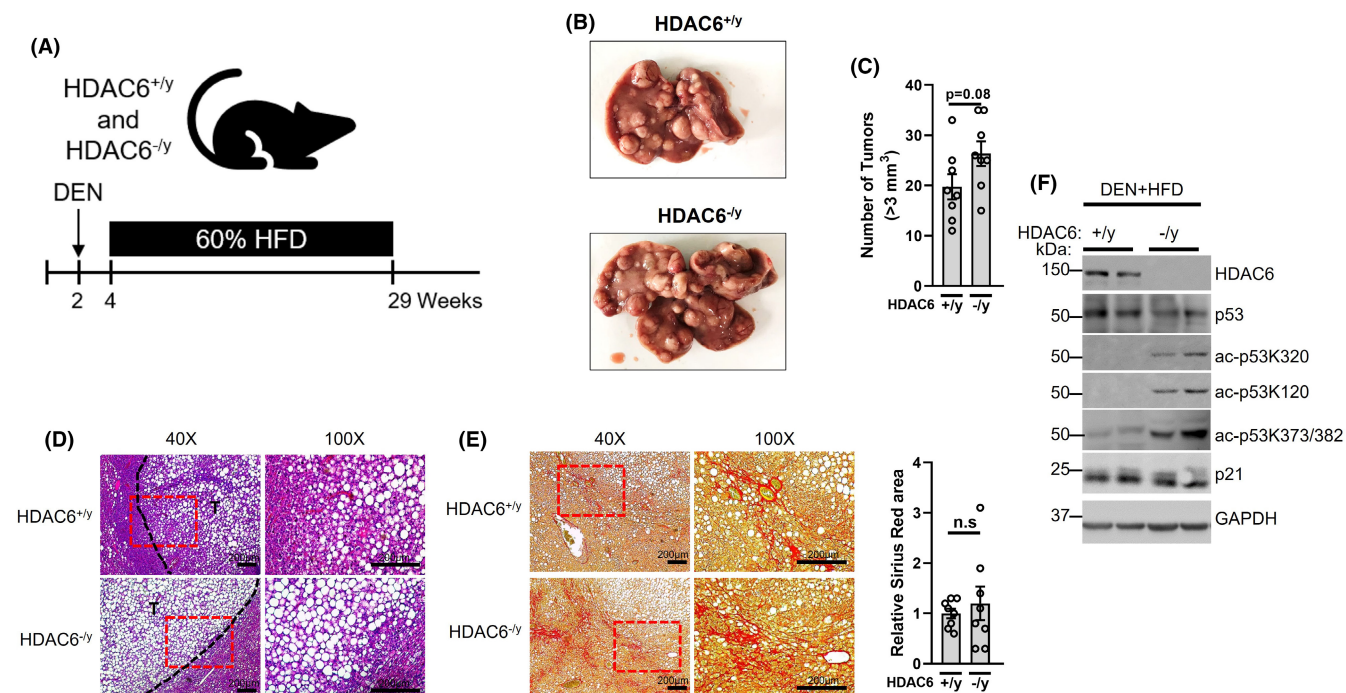 (A)
HDAC6+/y
and
HDAC6-/y
DEN
60% HFD
2 4 29 Weeks
(B)
HDAC6+/y
HDAC6-/y
(C)
p=0.08
Number of Tumors
(>3 mm3)
40
30
20
10
0
HDAC6 +/y -/y
(D)
40X 100X
HDAC6+/y
T
200µm 200µm
HDAC6-/y
T
200µm 200µm
(E)
40X 100X
HDAC6+/y
200µm 200µm
HDAC6-/y
200µm 200µm
Relative Sirius Red area
4
3
2
1
0
n.s
HDAC6 +/y -/y
(F)
DEN+HFD
HDAC6: +/y -/y
kDa:
150 HDAC6
50 p53
50 ac-p53K320
50 ac-p53K120
50 ac-p53K373/382
25 p21
37 GAPDH